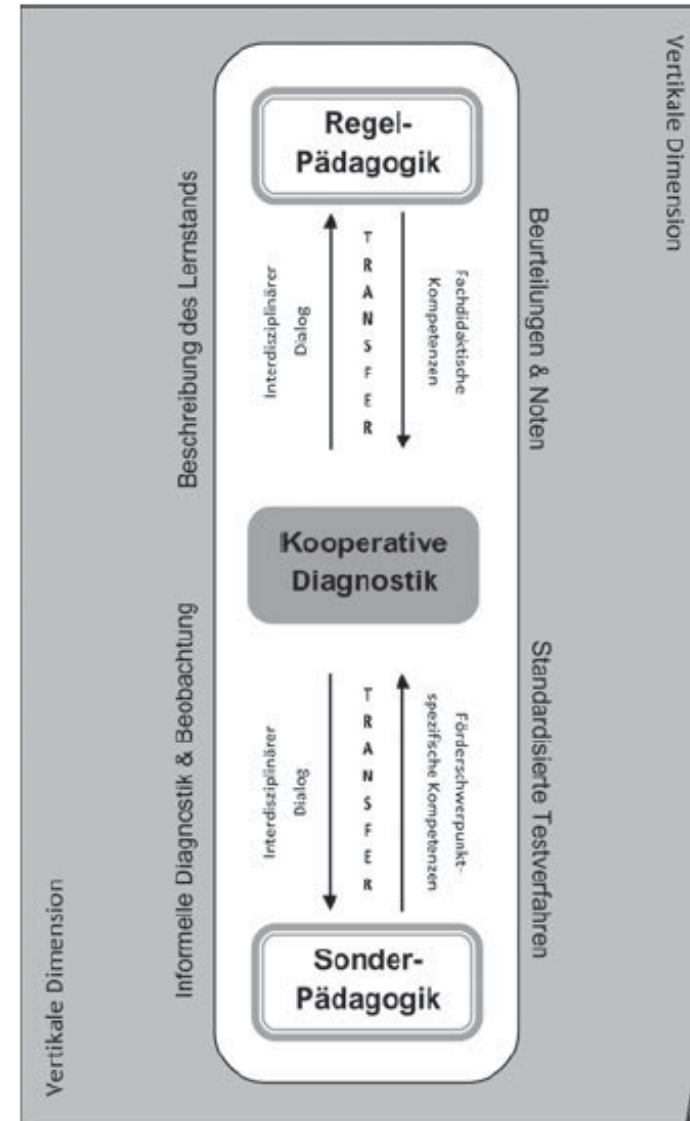 Vertikale Dimension
Regel-
Pädagogik
Beschreibung des Lernstands
Interdisziplinärer
Dialog
TRANSFER
Fachdidaktische
Kompetenzen
Beurteilungen & Noten
Kooperative
Diagnostik
Informelle Diagnostik & Beobachtung
Interdisziplinärer
Dialog
TRANSFER
Förderschwerpunkt-
spezifische Kompetenzen
Standardisierte Testverfahren
Sonder-
Pädagogik
Vertikale Dimension